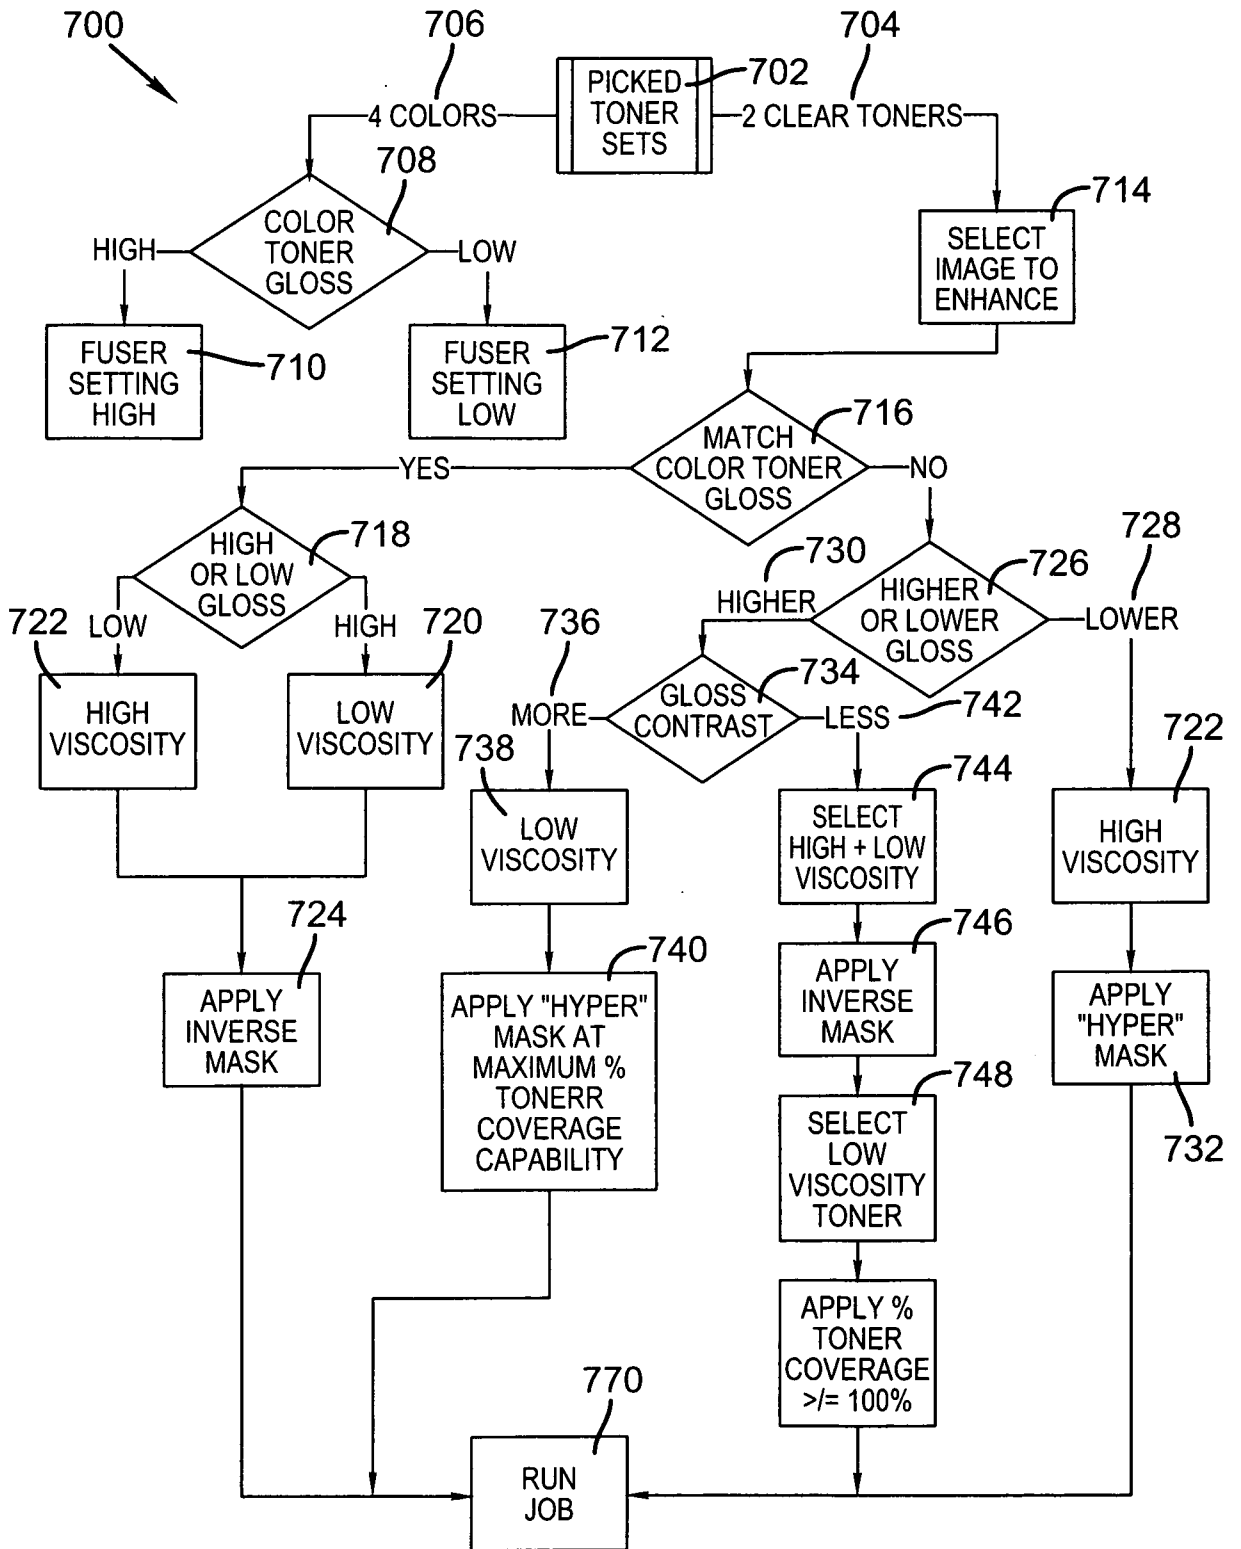 700
706
704
702
PICKED
TONER
SETS
4 COLORS
2 CLEAR TONERS
708
COLOR
TONER
GLOSS
HIGH
LOW
714
SELECT
IMAGE TO
ENHANCE
FUSER
SETTING
HIGH
710
FUSER
SETTING
LOW
712
716
MATCH
COLOR TONER
GLOSS
YES
NO
718
HIGH
OR LOW
GLOSS
LOW
HIGH
722
720
HIGH
VISCOSITY
LOW
VISCOSITY
730
HIGHER
726
HIGHER
OR LOWER
GLOSS
728
LOWER
736
MORE
734
GLOSS
CONTRAST
LESS
742
738
LOW
VISCOSITY
744
SELECT
HIGH + LOW
VISCOSITY
722
HIGH
VISCOSITY
724
APPLY
INVERSE
MASK
740
APPLY "HYPER"
MASK AT
MAXIMUM %
TONERR
COVERAGE
CAPABILITY
746
APPLY
INVERSE
MASK
APPLY
"HYPER"
MASK
732
748
SELECT
LOW
VISCOSITY
TONER
APPLY %
TONER
COVERAGE
>/= 100%
770
RUN
JOB